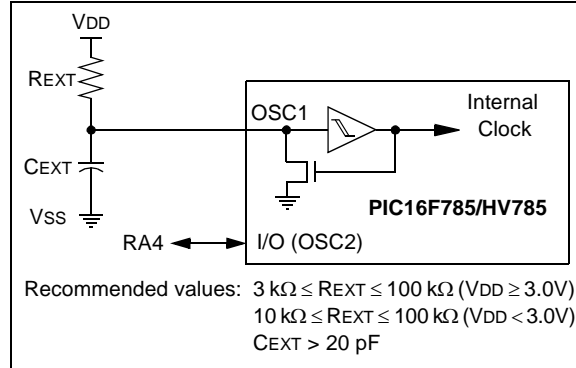 VDD
REXT
OSC1
Internal
Clock
CEXT
PIC16F785/HV785
VSS
RA4
I/O (OSC2)
Recommended values: 3 kΩ ≤ REXT ≤ 100 kΩ (VDD ≥ 3.0V)
10 kΩ ≤ REXT ≤ 100 kΩ (VDD < 3.0V)
CEXT > 20 pF